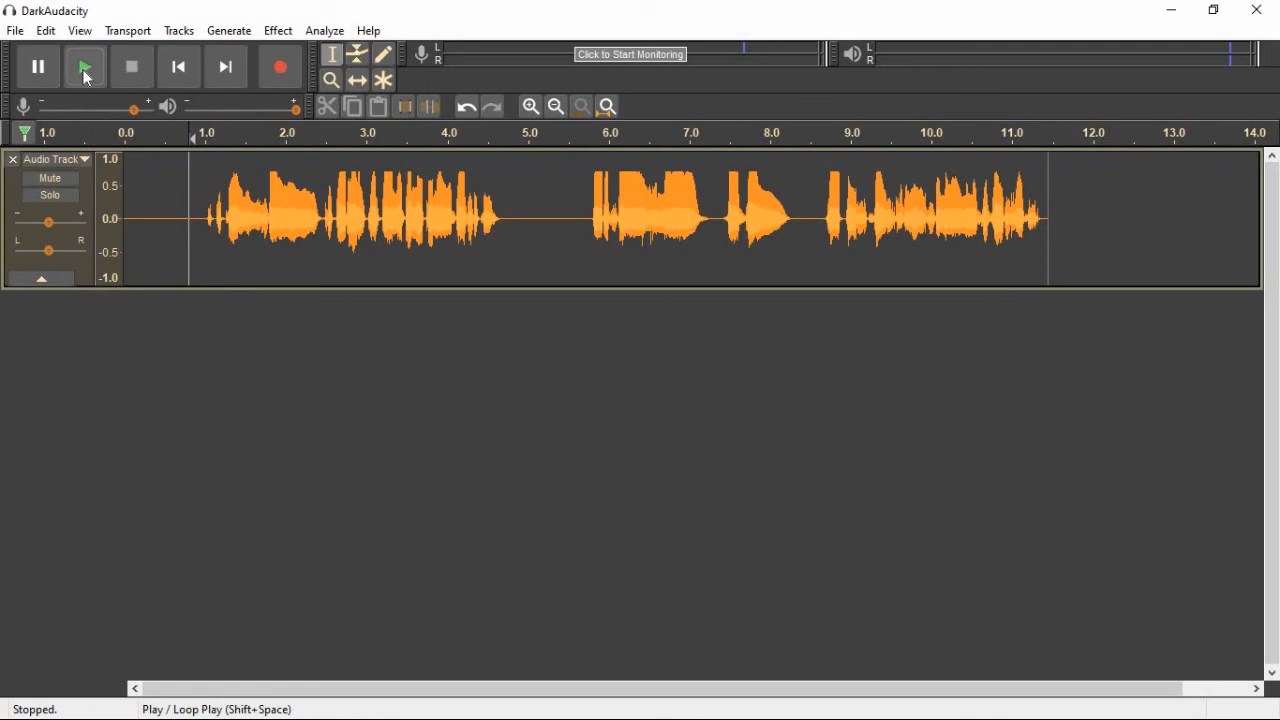 DarkAudacity
File Edit View Transport Tracks Generate Effect Analyze Help
L
R
Click to Start Monitoring
L
R
- + - +
1.0 0.0 1.0 2.0 3.0 4.0 5.0 6.0 7.0 8.0 9.0 10.0 11.0 12.0 13.0 14.0
Audio Track
1.0
Mute
0.5
Solo
- +
0.0
L R
-0.5
-1.0
Stopped. Play / Loop Play (Shift+Space)